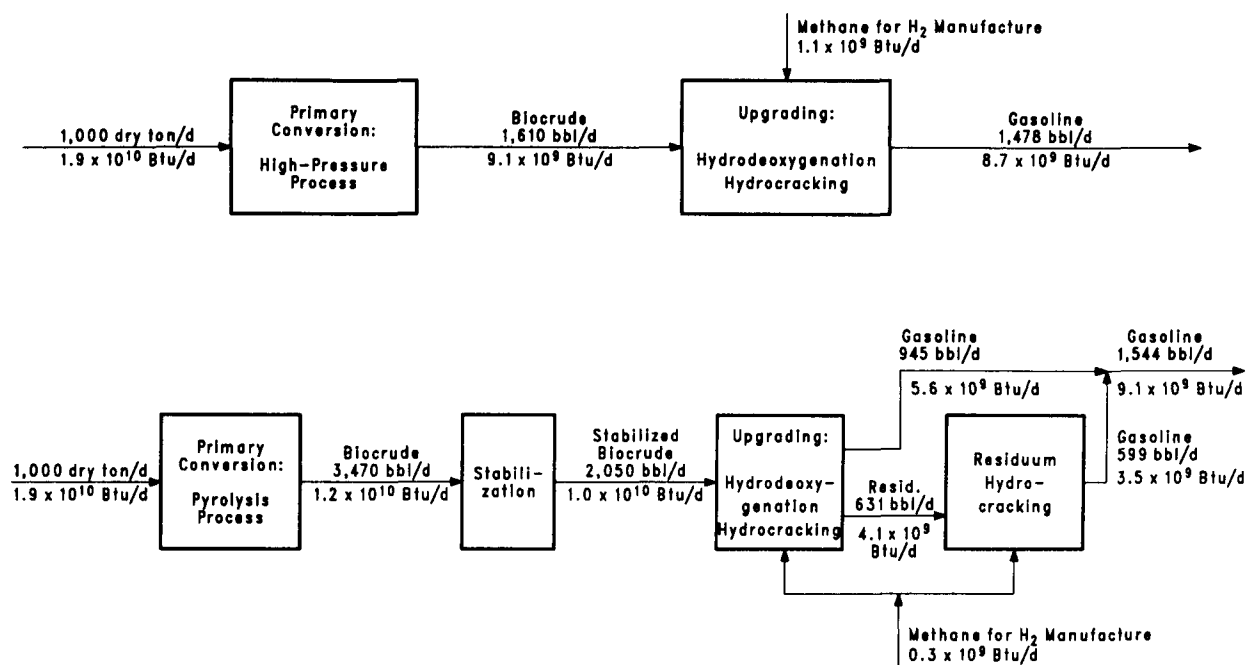 Methane for H₂ Manufacture
1.1 x 10⁹ Btu/d
1,000 dry ton/d
1.9 x 10¹⁰ Btu/d
Primary
Conversion:
High-Pressure
Process
Biocrude
1,610 bbl/d
9.1 x 10⁹ Btu/d
Upgrading:
Hydrodeoxygenation
Hydrocracking
Gasoline
1,478 bbl/d
8.7 x 10⁹ Btu/d
1,000 dry ton/d
1.9 x 10¹⁰ Btu/d
Primary
Conversion:
Pyrolysis
Process
Biocrude
3,470 bbl/d
1.2 x 10¹⁰ Btu/d
Stabili-
zation
Stabilized
Biocrude
2,050 bbl/d
1.0 x 10¹⁰ Btu/d
Upgrading:
Hydrodeoxy-
genation
Hydrocracking
Gasoline
945 bbl/d
5.6 x 10⁹ Btu/d
Resid.
631 bbl/d
4.1 x 10⁹
Btu/d
Residuum
Hydro-
cracking
Gasoline
1,544 bbl/d
9.1 x 10⁹ Btu/d
Gasoline
599 bbl/d
3.5 x 10⁹ Btu/d
Methane for H₂ Manufacture
0.3 x 10⁹ Btu/d